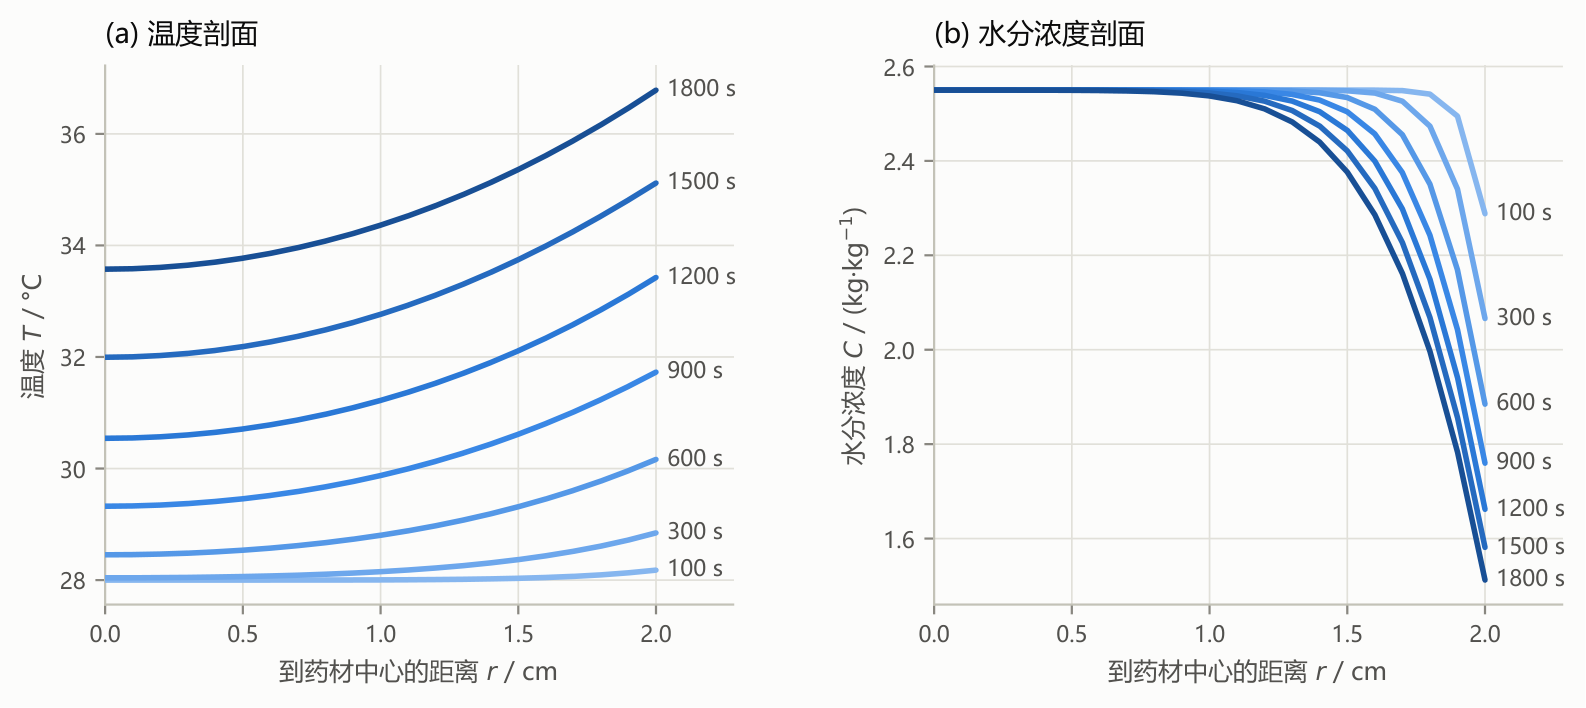 (a) 温度剖面
36
34
32
30
28
温度 T / °C
0.0
0.5
1.0
1.5
2.0
到药材中心的距离 r / cm
1800 s
1500 s
1200 s
900 s
600 s
300 s
100 s
(b) 水分浓度剖面
2.6
2.4
2.2
2.0
1.8
1.6
水分浓度 C / (kg·kg⁻¹)
0.0
0.5
1.0
1.5
2.0
到药材中心的距离 r / cm
100 s
300 s
600 s
900 s
1200 s
1500 s
1800 s